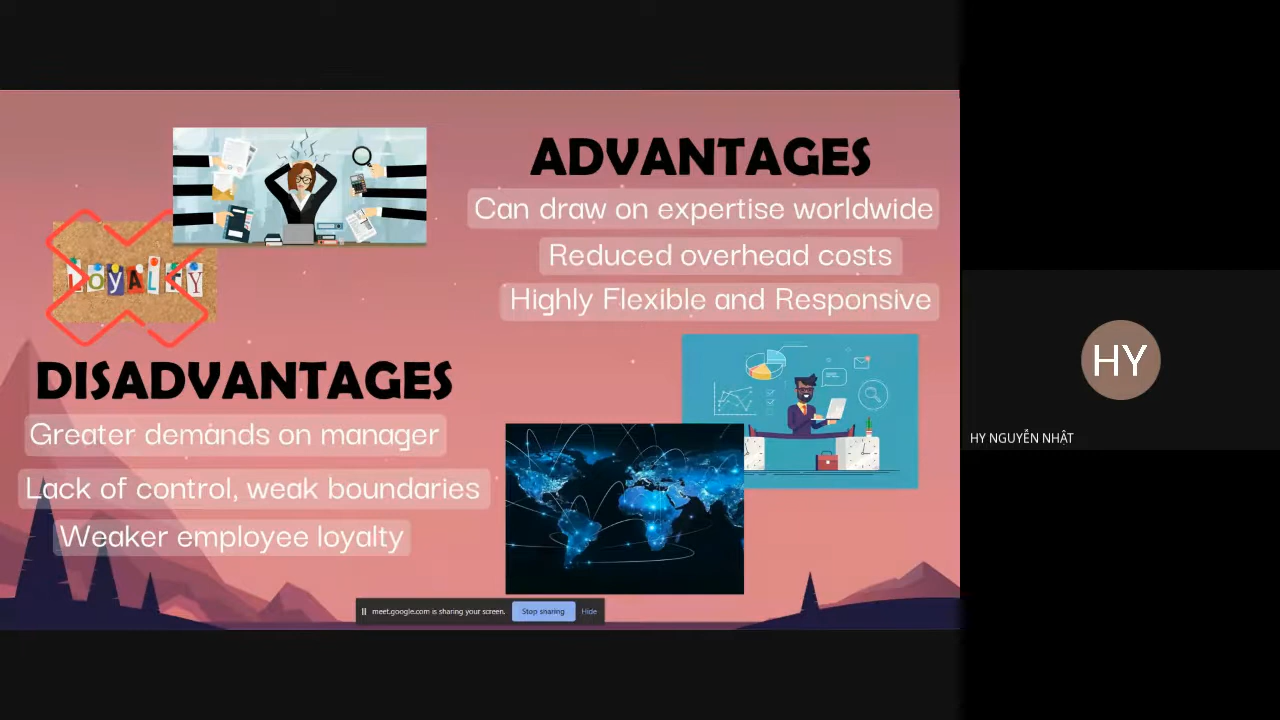 ADVANTAGES
Can draw on expertise worldwide
Reduced overhead costs
Highly Flexible and Responsive
LOYALTY
DISADVANTAGES
Greater demands on manager
Lack of control, weak boundaries
Weaker employee loyalty
meet.google.com is sharing your screen. Stop sharing Hide
HY
HY NGUYỄN NHẬT